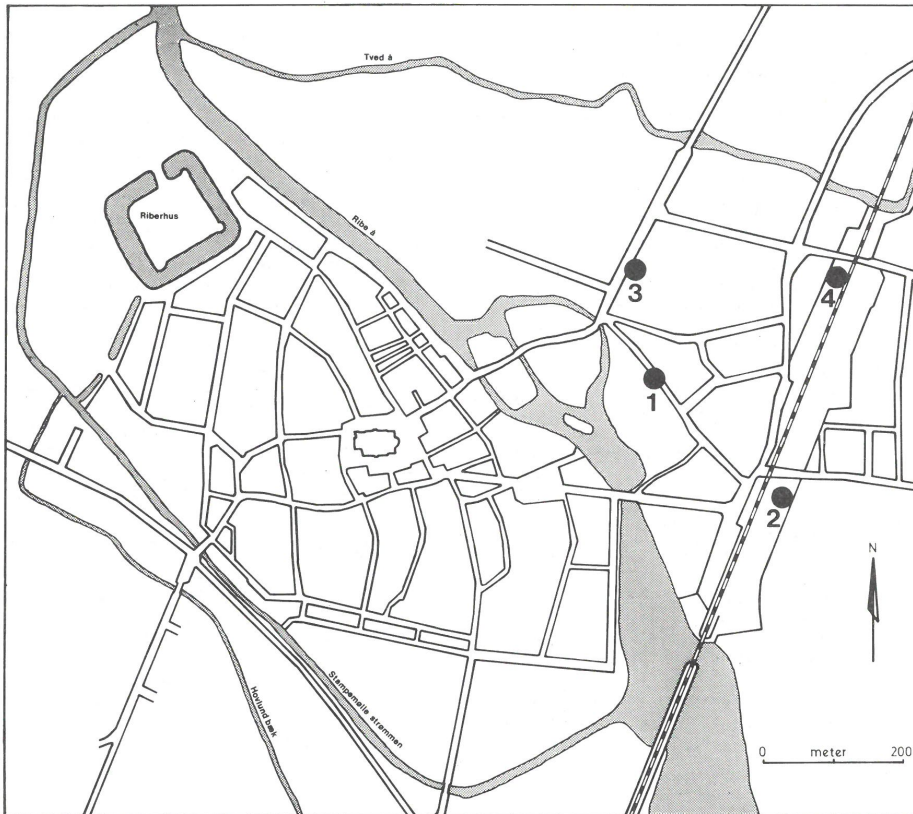 Tved å
Riberhus
Ribe å
3
4
1
2
N
Stampemølle strømmen
Hovlund bæk
0 meter 200